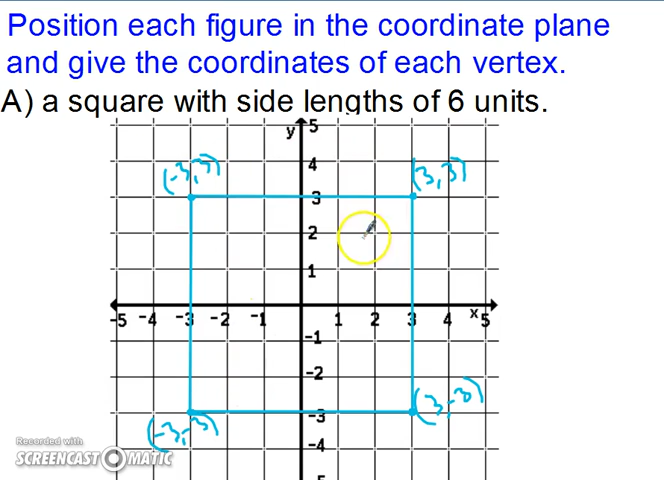 Position each figure in the coordinate plane
and give the coordinates of each vertex.
A) a square with side lengths of 6 units.
y 5
(-3,3) 4 (3,3)
3
2
1
-5 -4 -3 -2 -1 1 2 3 4 x 5
-1
-2
-3 (3,-3)
(-3,-3)
-4
Recorded with
SCREENCAST MATIC